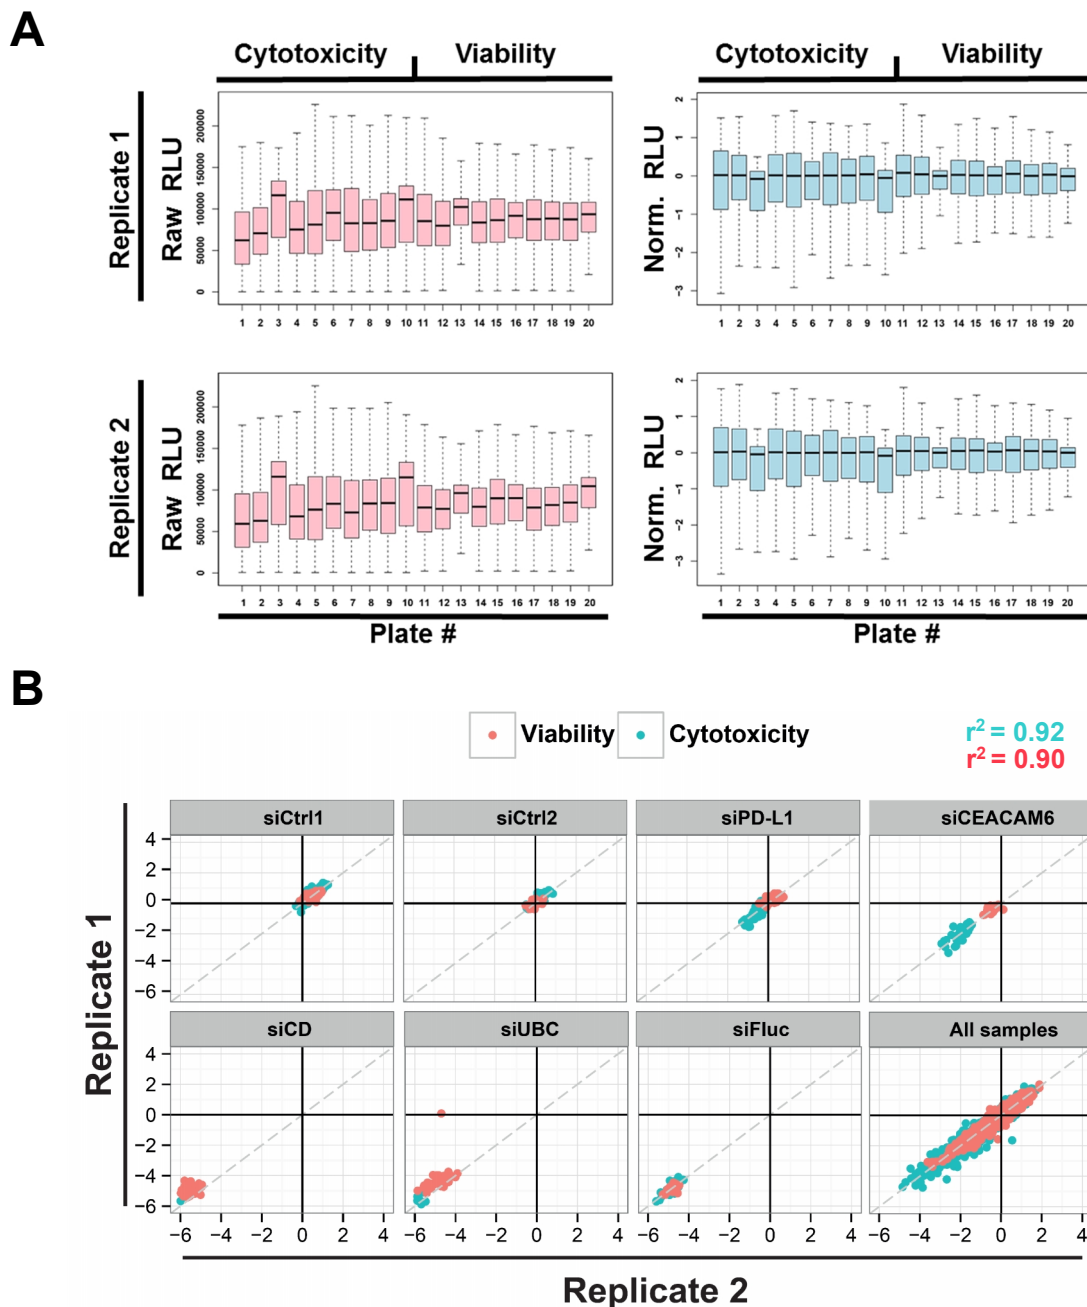 A
Cytotoxicity Viability
Cytotoxicity Viability
Replicate 1
Raw RLU
200000
150000
100000
50000
0
1 2 3 4 5 6 7 8 9 10 11 12 13 14 15 16 17 18 19 20
Norm. RLU
2
1
0
-1
-2
-3
1 2 3 4 5 6 7 8 9 10 11 12 13 14 15 16 17 18 19 20
Replicate 2
Raw RLU
200000
150000
100000
50000
0
1 2 3 4 5 6 7 8 9 10 11 12 13 14 15 16 17 18 19 20
Plate #
Norm. RLU
2
1
0
-1
-2
-3
1 2 3 4 5 6 7 8 9 10 11 12 13 14 15 16 17 18 19 20
Plate #
B
Viability Cytotoxicity
r² = 0.92
r² = 0.90
siCtrl1 siCtrl2 siPD-L1 siCEACAM6
4
2
0
−2
−4
−6
Replicate 1
siCD siUBC siFluc All samples
4
2
0
−2
−4
−6
−6 −4 −2 0 2 4 −6 −4 −2 0 2 4 −6 −4 −2 0 2 4 −6 −4 −2 0 2 4
Replicate 2